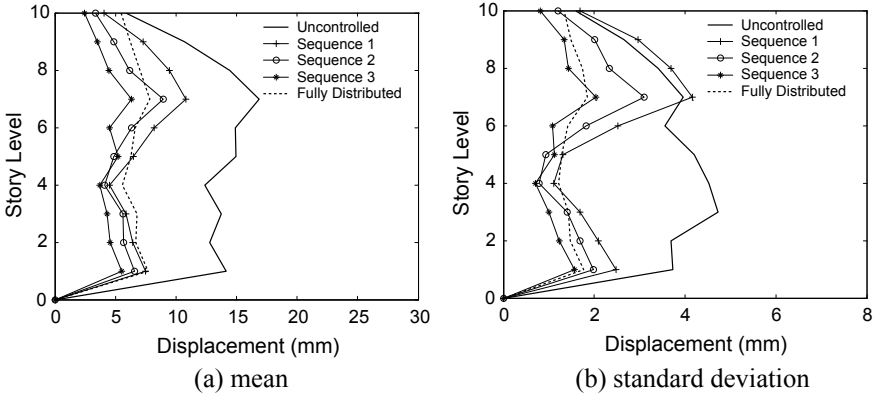 10
8
6
4
2
0
Story Level
0 5 10 15 20 25 30
Displacement (mm)
Uncontrolled
Sequence 1
Sequence 2
Sequence 3
Fully Distributed
(a) mean
10
8
6
4
2
0
Story Level
0 2 4 6 8
Displacement (mm)
Uncontrolled
Sequence 1
Sequence 2
Sequence 3
Fully Distributed
(b) standard deviation